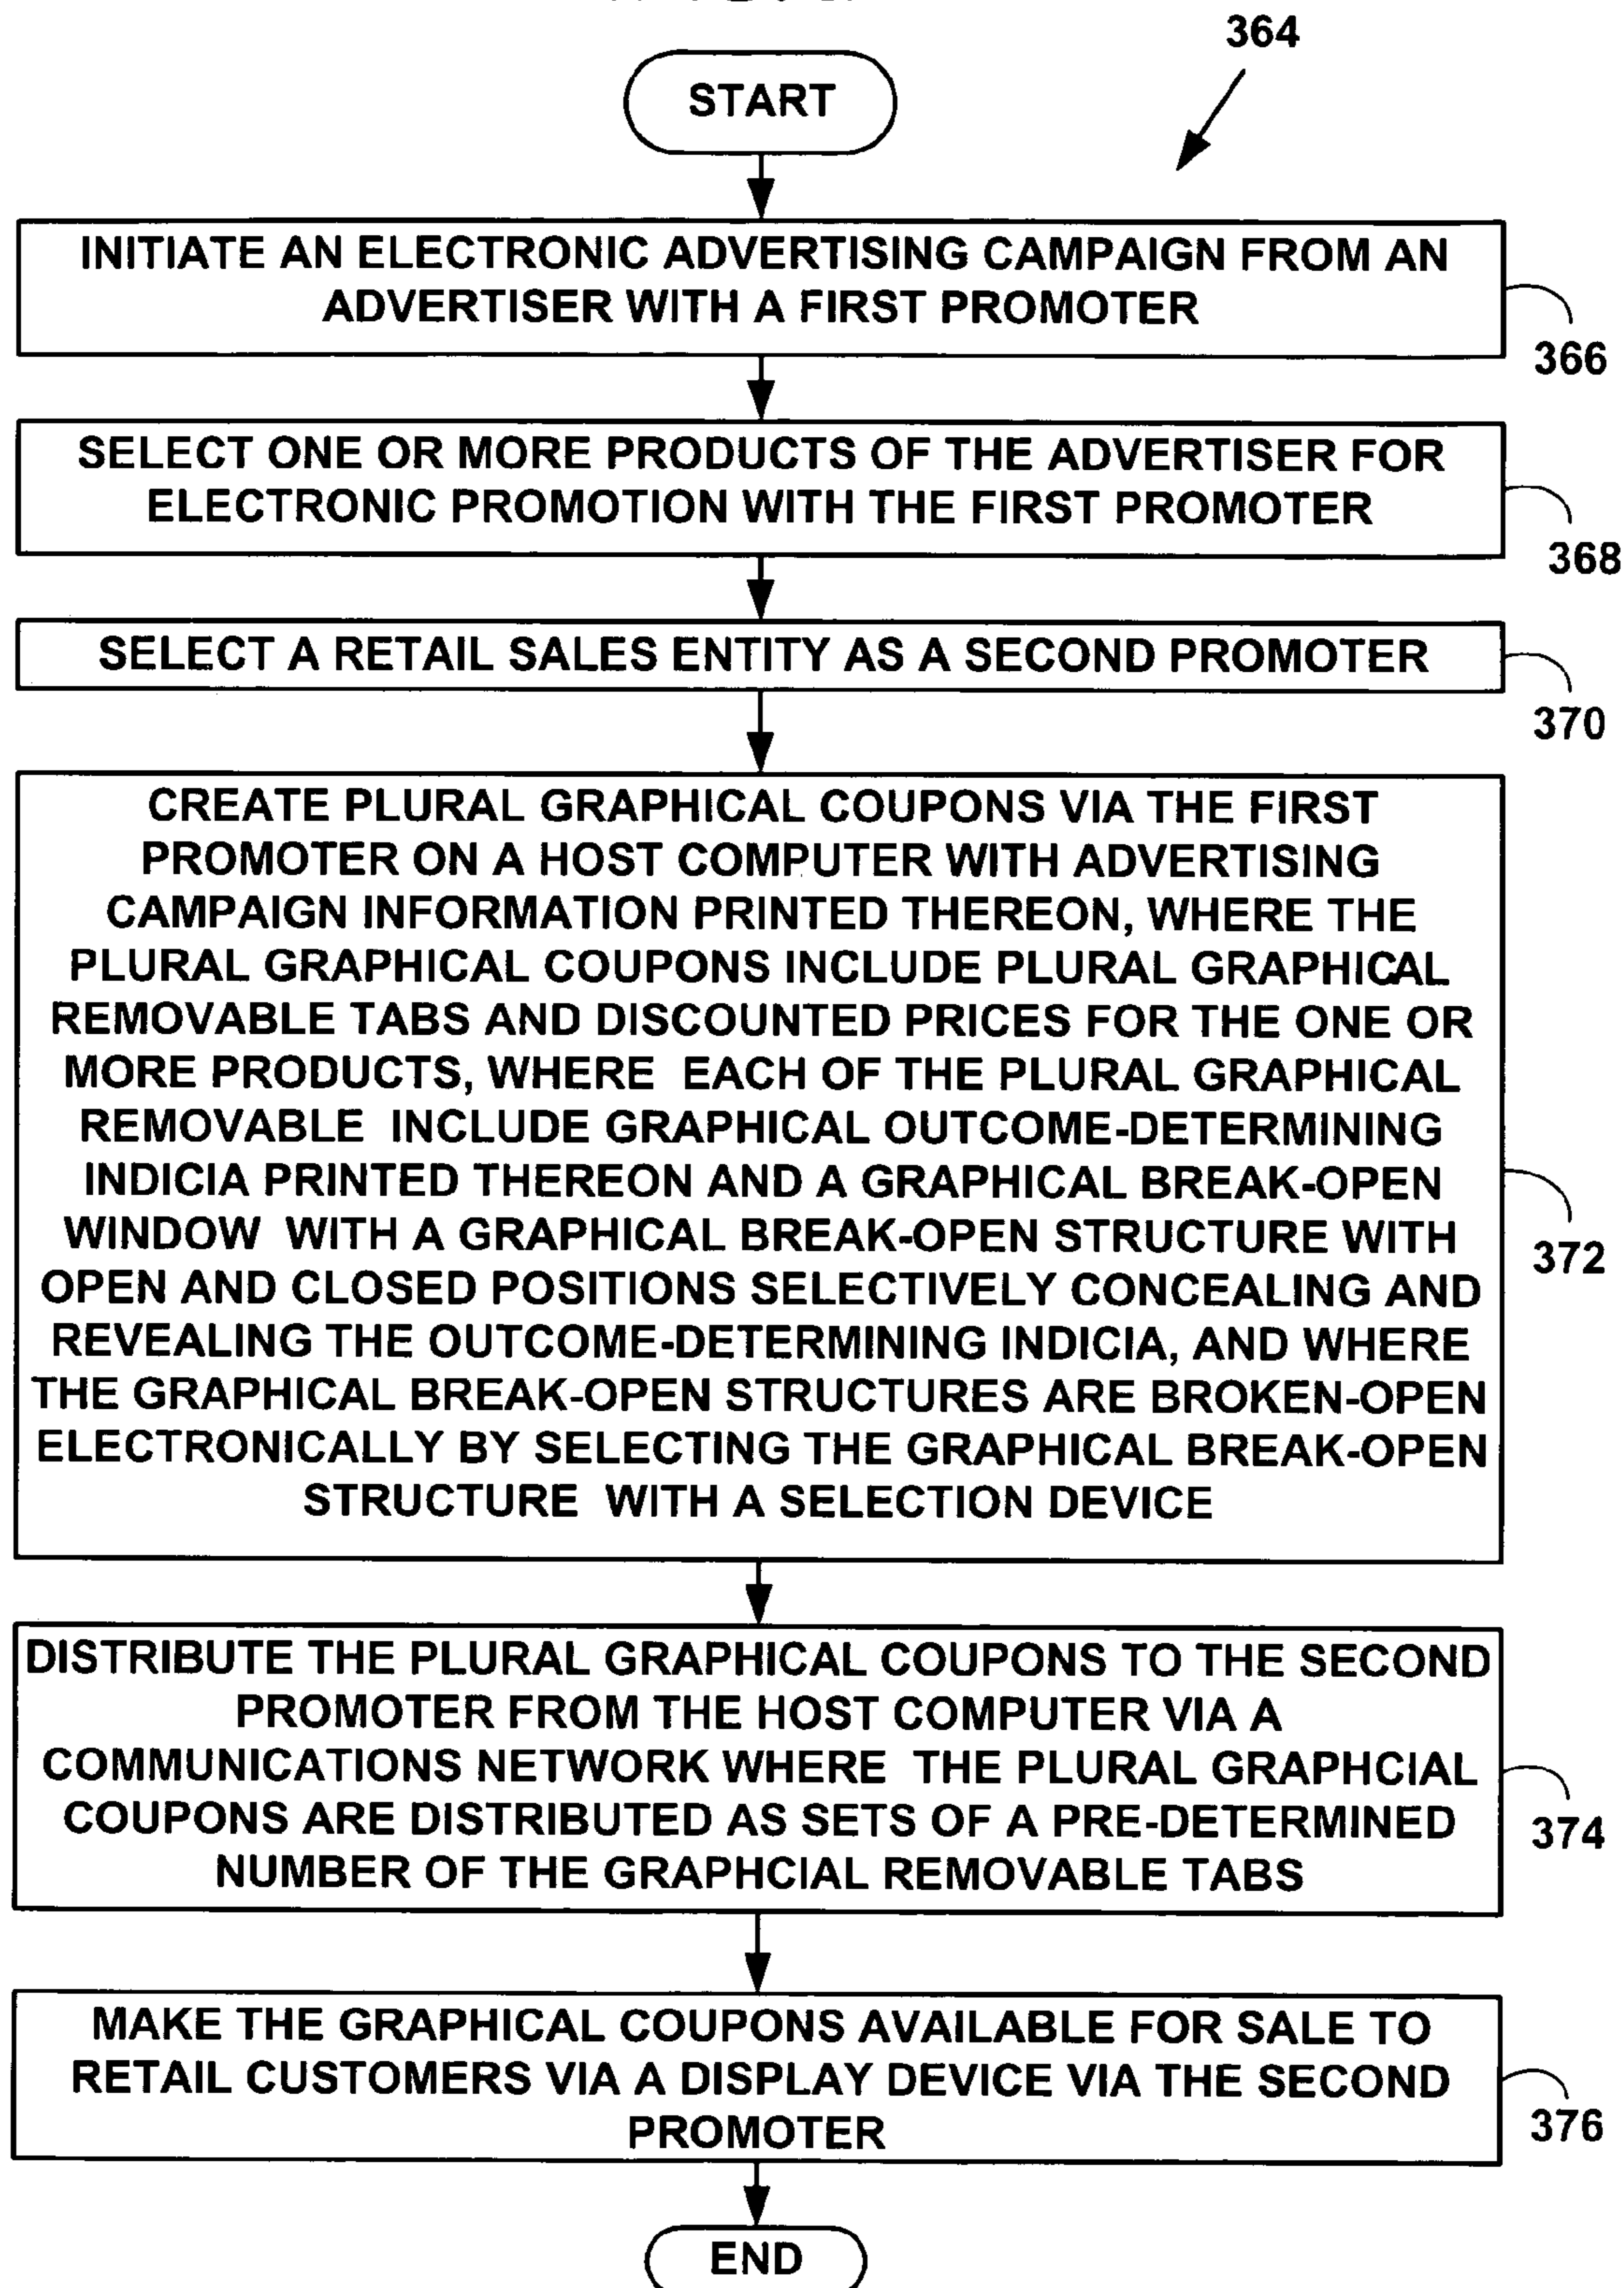 364
START
INITIATE AN ELECTRONIC ADVERTISING CAMPAIGN FROM AN
ADVERTISER WITH A FIRST PROMOTER
366
SELECT ONE OR MORE PRODUCTS OF THE ADVERTISER FOR
ELECTRONIC PROMOTION WITH THE FIRST PROMOTER
368
SELECT A RETAIL SALES ENTITY AS A SECOND PROMOTER
370
CREATE PLURAL GRAPHICAL COUPONS VIA THE FIRST
PROMOTER ON A HOST COMPUTER WITH ADVERTISING
CAMPAIGN INFORMATION PRINTED THEREON, WHERE THE
PLURAL GRAPHICAL COUPONS INCLUDE PLURAL GRAPHICAL
REMOVABLE TABS AND DISCOUNTED PRICES FOR THE ONE OR
MORE PRODUCTS, WHERE EACH OF THE PLURAL GRAPHICAL
REMOVABLE INCLUDE GRAPHICAL OUTCOME-DETERMINING
INDICIA PRINTED THEREON AND A GRAPHICAL BREAK-OPEN
WINDOW WITH A GRAPHICAL BREAK-OPEN STRUCTURE WITH
OPEN AND CLOSED POSITIONS SELECTIVELY CONCEALING AND
REVEALING THE OUTCOME-DETERMINING INDICIA, AND WHERE
THE GRAPHICAL BREAK-OPEN STRUCTURES ARE BROKEN-OPEN
ELECTRONICALLY BY SELECTING THE GRAPHICAL BREAK-OPEN
STRUCTURE WITH A SELECTION DEVICE
372
DISTRIBUTE THE PLURAL GRAPHICAL COUPONS TO THE SECOND
PROMOTER FROM THE HOST COMPUTER VIA A
COMMUNICATIONS NETWORK WHERE THE PLURAL GRAPHCIAL
COUPONS ARE DISTRIBUTED AS SETS OF A PRE-DETERMINED
NUMBER OF THE GRAPHCIAL REMOVABLE TABS
374
MAKE THE GRAPHICAL COUPONS AVAILABLE FOR SALE TO
RETAIL CUSTOMERS VIA A DISPLAY DEVICE VIA THE SECOND
PROMOTER
376
END